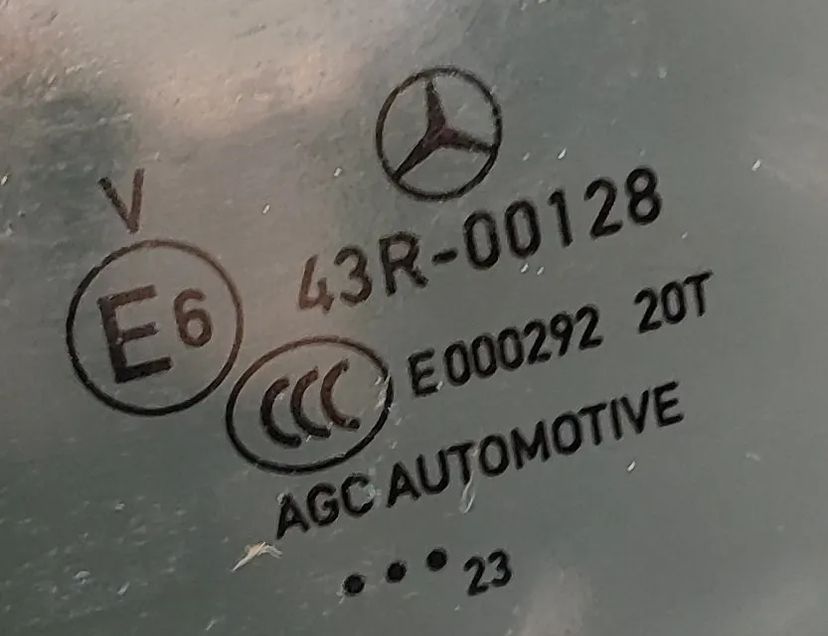 V
E6 43R-00128
CCC E000292 20T
AGC AUTOMOTIVE
• • • 23